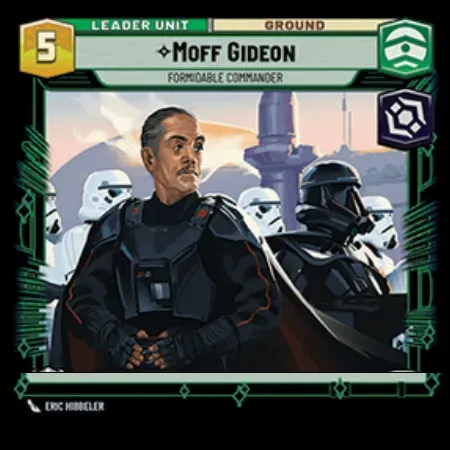 LEADER UNIT
GROUND
5
MOFF GIDEON
FORMIDABLE COMMANDER
ERIC HIBBELER